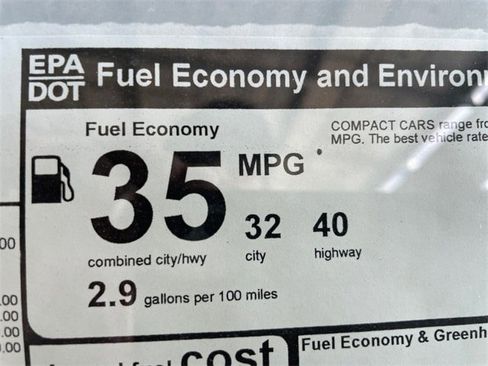 EPA
DOT
Fuel Economy and Environ
Fuel Economy
35 MPG
combined city/hwy
32
city
40
highway
2.9 gallons per 100 miles
COMPACT CARS range fro
MPG. The best vehicle rate
fuel cost
Fuel Economy & Greenh